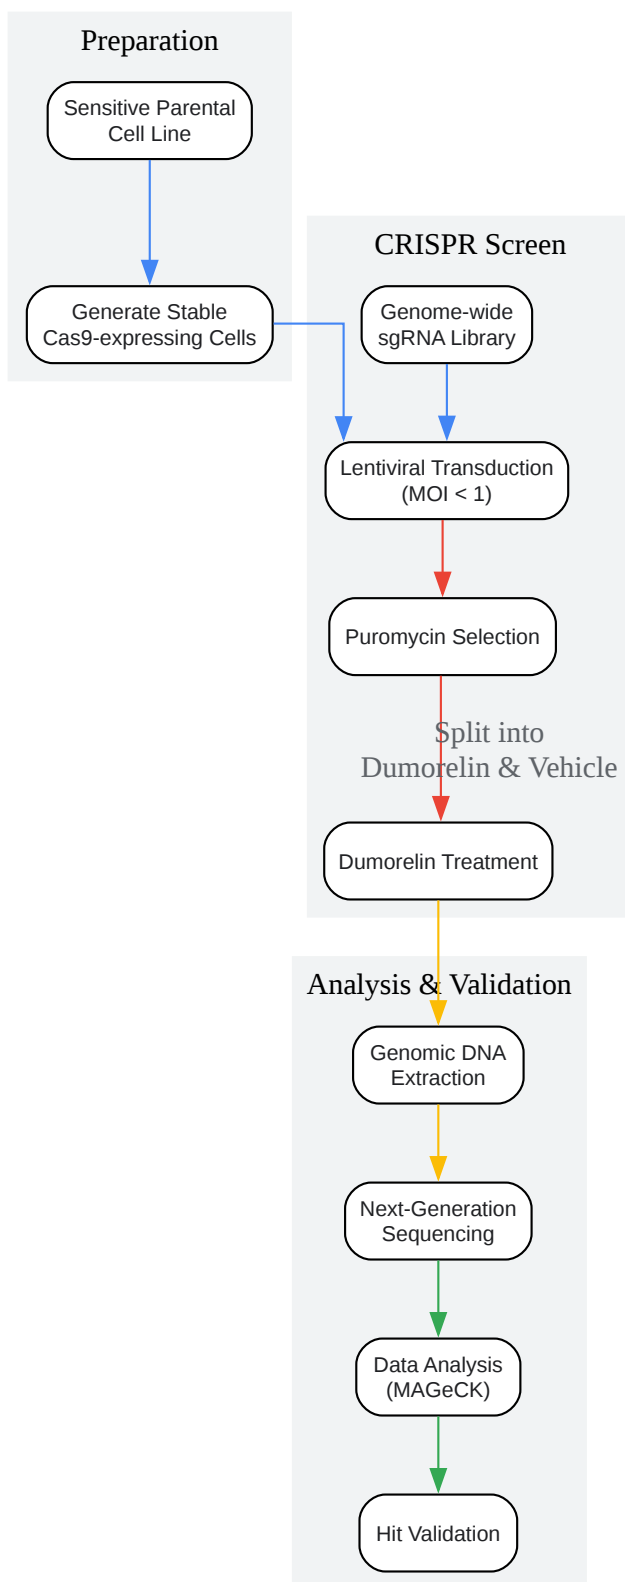 Preparation
Sensitive Parental
Cell Line
Generate Stable
Cas9-expressing Cells
CRISPR Screen
Genome-wide
sgRNA Library
Lentiviral Transduction
(MOI < 1)
Puromycin Selection
Split into
Dumorelin & Vehicle
Dumorelin Treatment
Analysis & Validation
Genomic DNA
Extraction
Next-Generation
Sequencing
Data Analysis
(MAGeCK)
Hit Validation